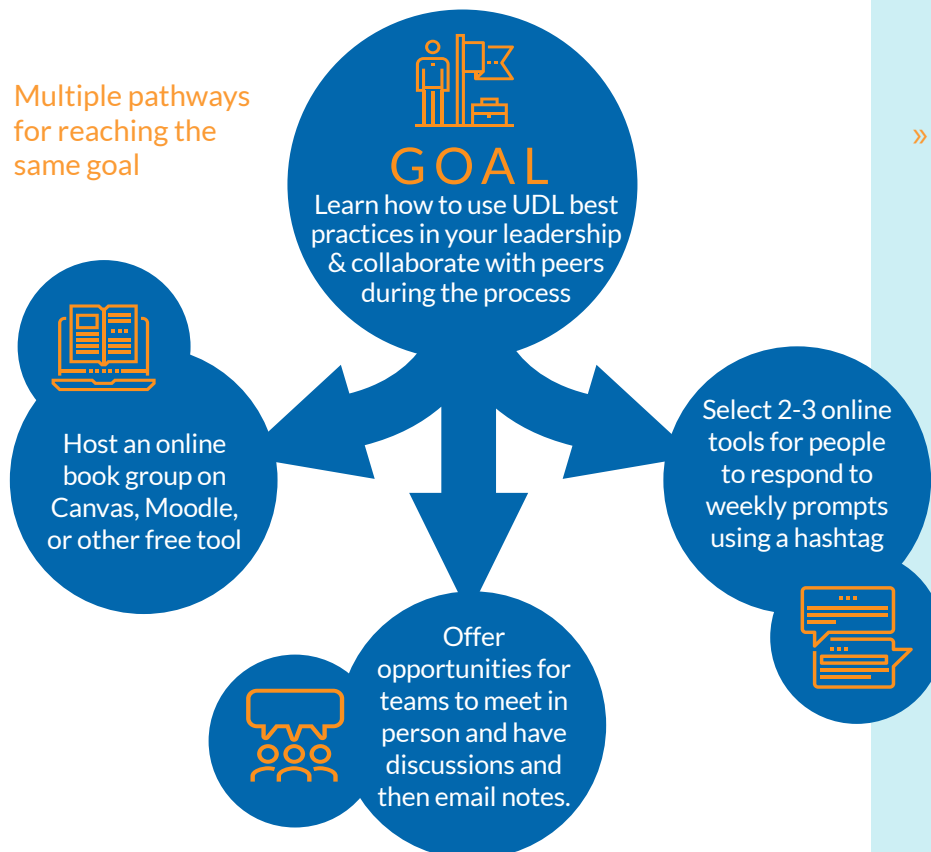 Multiple pathways
for reaching the
same goal
»
GOAL
Learn how to use UDL best
practices in your leadership
& collaborate with peers
during the process
Host an online
book group on
Canvas, Moodle,
or other free tool
Select 2-3 online
tools for people
to respond to
weekly prompts
using a hashtag
Offer
opportunities for
teams to meet in
person and have
discussions and
then email notes.